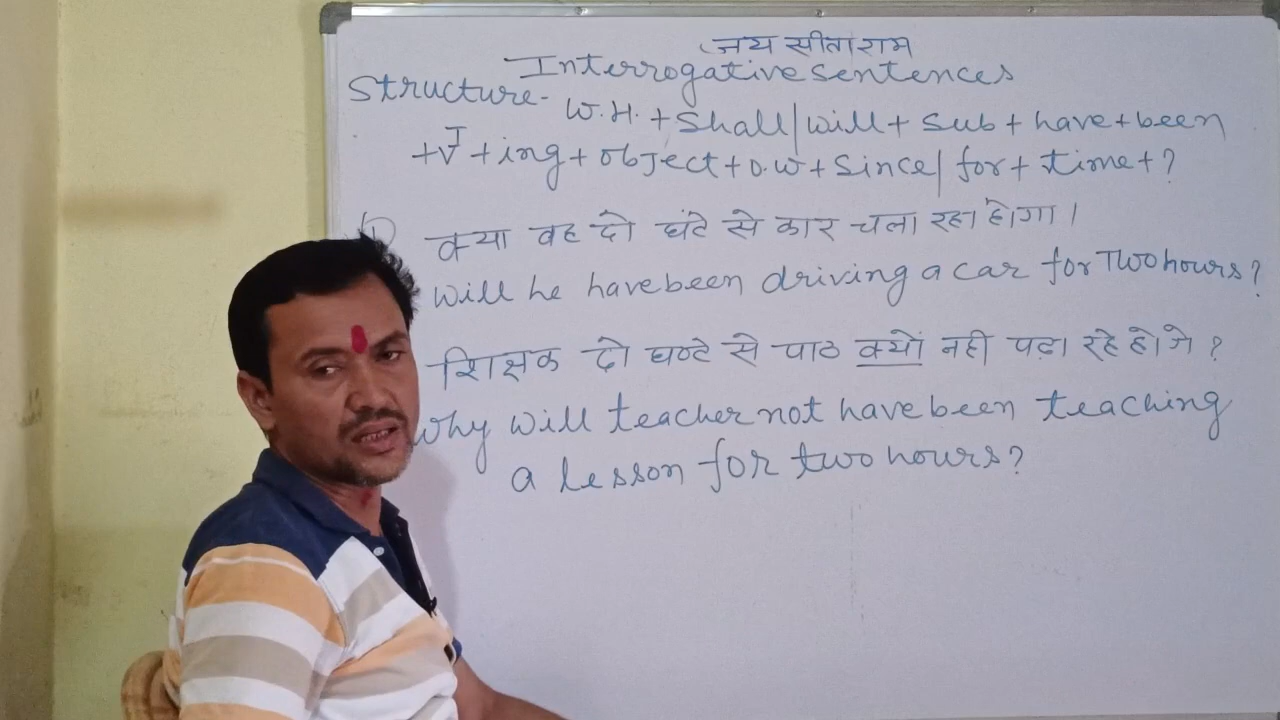 जय सीताराम
Interrogative sentences
Structure- W.H. + Shall/will + sub + have + been
+ V I + ing + object + o.w + Since/for + time + ?
1) क्या वह दो घंटे से कार चला रहा होगा।
will he have been driving a car for Two hours?
शिक्षक दो घण्टे से पाठ क्यों नही पढा रहे होगे ?
why will teacher not have been teaching
a lesson for two hours?